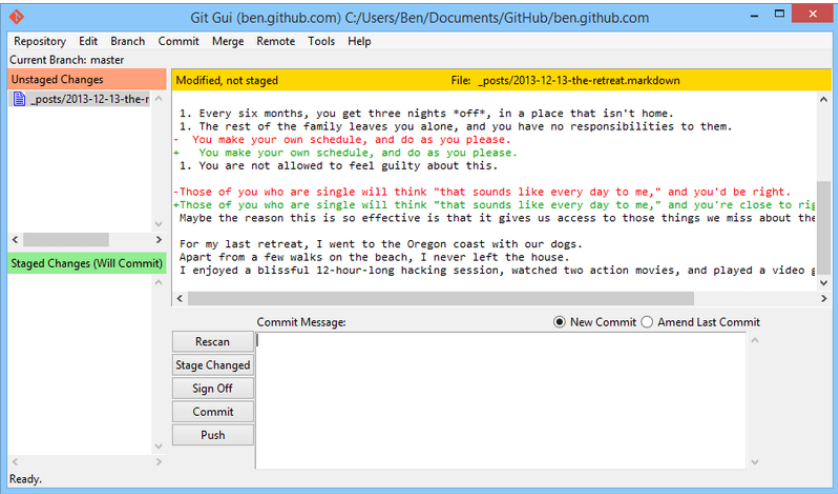 Git Gui (ben.github.com) C:/Users/Ben/Documents/GitHub/ben.github.com
Repository Edit Branch Commit Merge Remote Tools Help
Current Branch: master
Unstaged Changes
_posts/2013-12-13-the-r
Modified, not staged File: _posts/2013-12-13-the-retreat.markdown
1. Every six months, you get three nights *off*, in a place that isn't home.
1. The rest of the family leaves you alone, and you have no responsibilities to them.
- You make your own schedule, and do as you please.
+ You make your own schedule, and do as you please.
1. You are not allowed to feel guilty about this.
-Those of you who are single will think "that sounds like every day to me," and you'd be right.
+Those of you who are single will think "that sounds like every day to me," and you're close to rig
Maybe the reason this is so effective is that it gives us access to those things we miss about the
For my last retreat, I went to the Oregon coast with our dogs.
Apart from a few walks on the beach, I never left the house.
I enjoyed a blissful 12-hour-long hacking session, watched two action movies, and played a video g
Staged Changes (Will Commit)
Commit Message:
New Commit Amend Last Commit
Rescan
Stage Changed
Sign Off
Commit
Push
Ready.